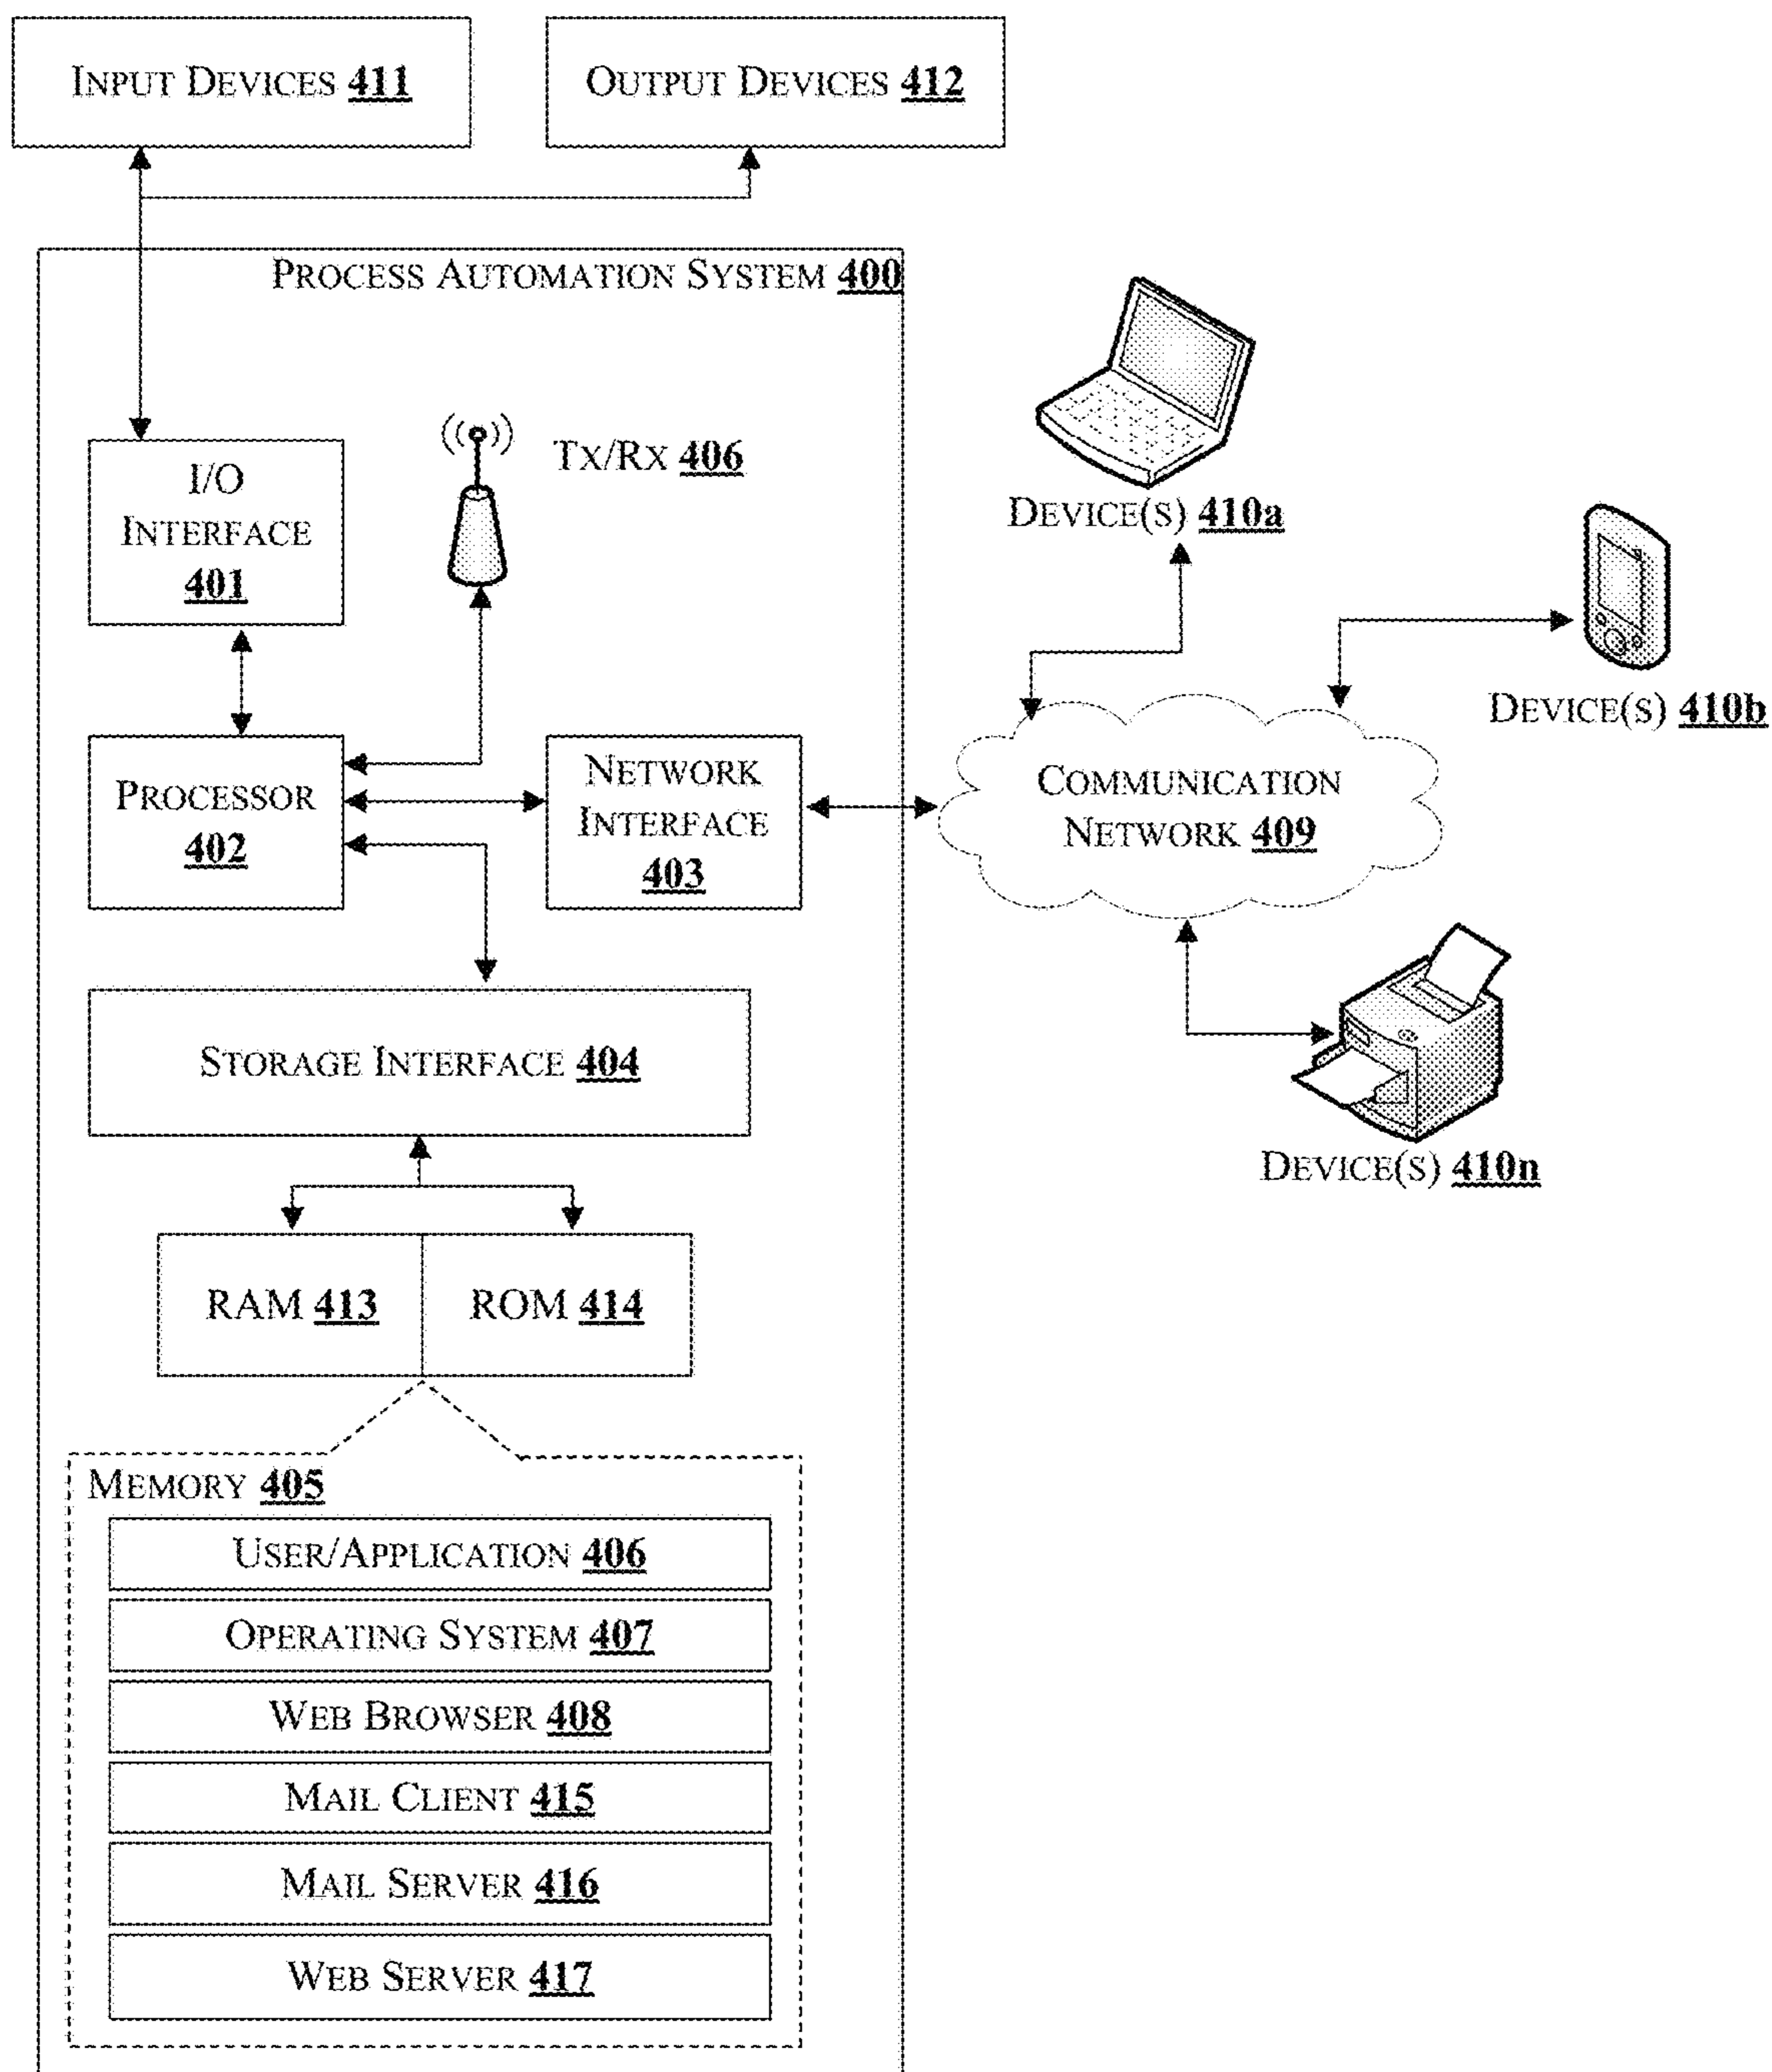 INPUT DEVICES 411
OUTPUT DEVICES 412
PROCESS AUTOMATION SYSTEM 400
I/O
INTERFACE
401
TX/RX 406
DEVICE(S) 410a
DEVICE(S) 410b
PROCESSOR
402
NETWORK
INTERFACE
403
COMMUNICATION
NETWORK 409
STORAGE INTERFACE 404
DEVICE(S) 410n
RAM 413
ROM 414
MEMORY 405
USER/APPLICATION 406
OPERATING SYSTEM 407
WEB BROWSER 408
MAIL CLIENT 415
MAIL SERVER 416
WEB SERVER 417